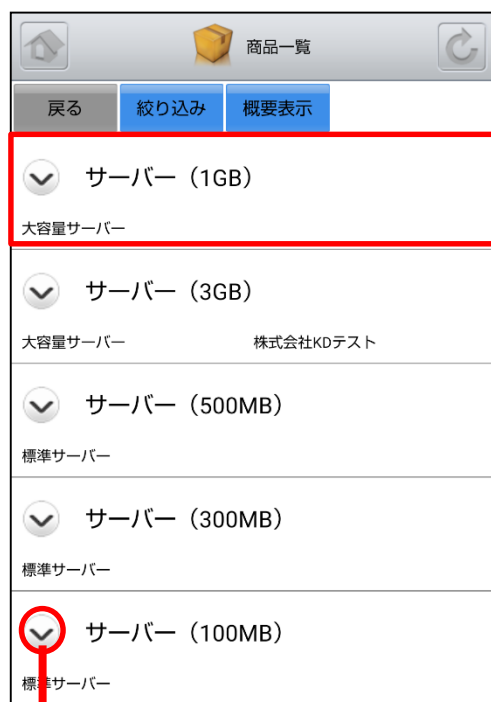 商品一覧
戻る 絞り込み 概要表示
サーバー（1GB）
大容量サーバー
サーバー（3GB）
大容量サーバー 株式会社KDテスト
サーバー（500MB）
標準サーバー
サーバー（300MB）
標準サーバー
サーバー（100MB）
標準サーバー